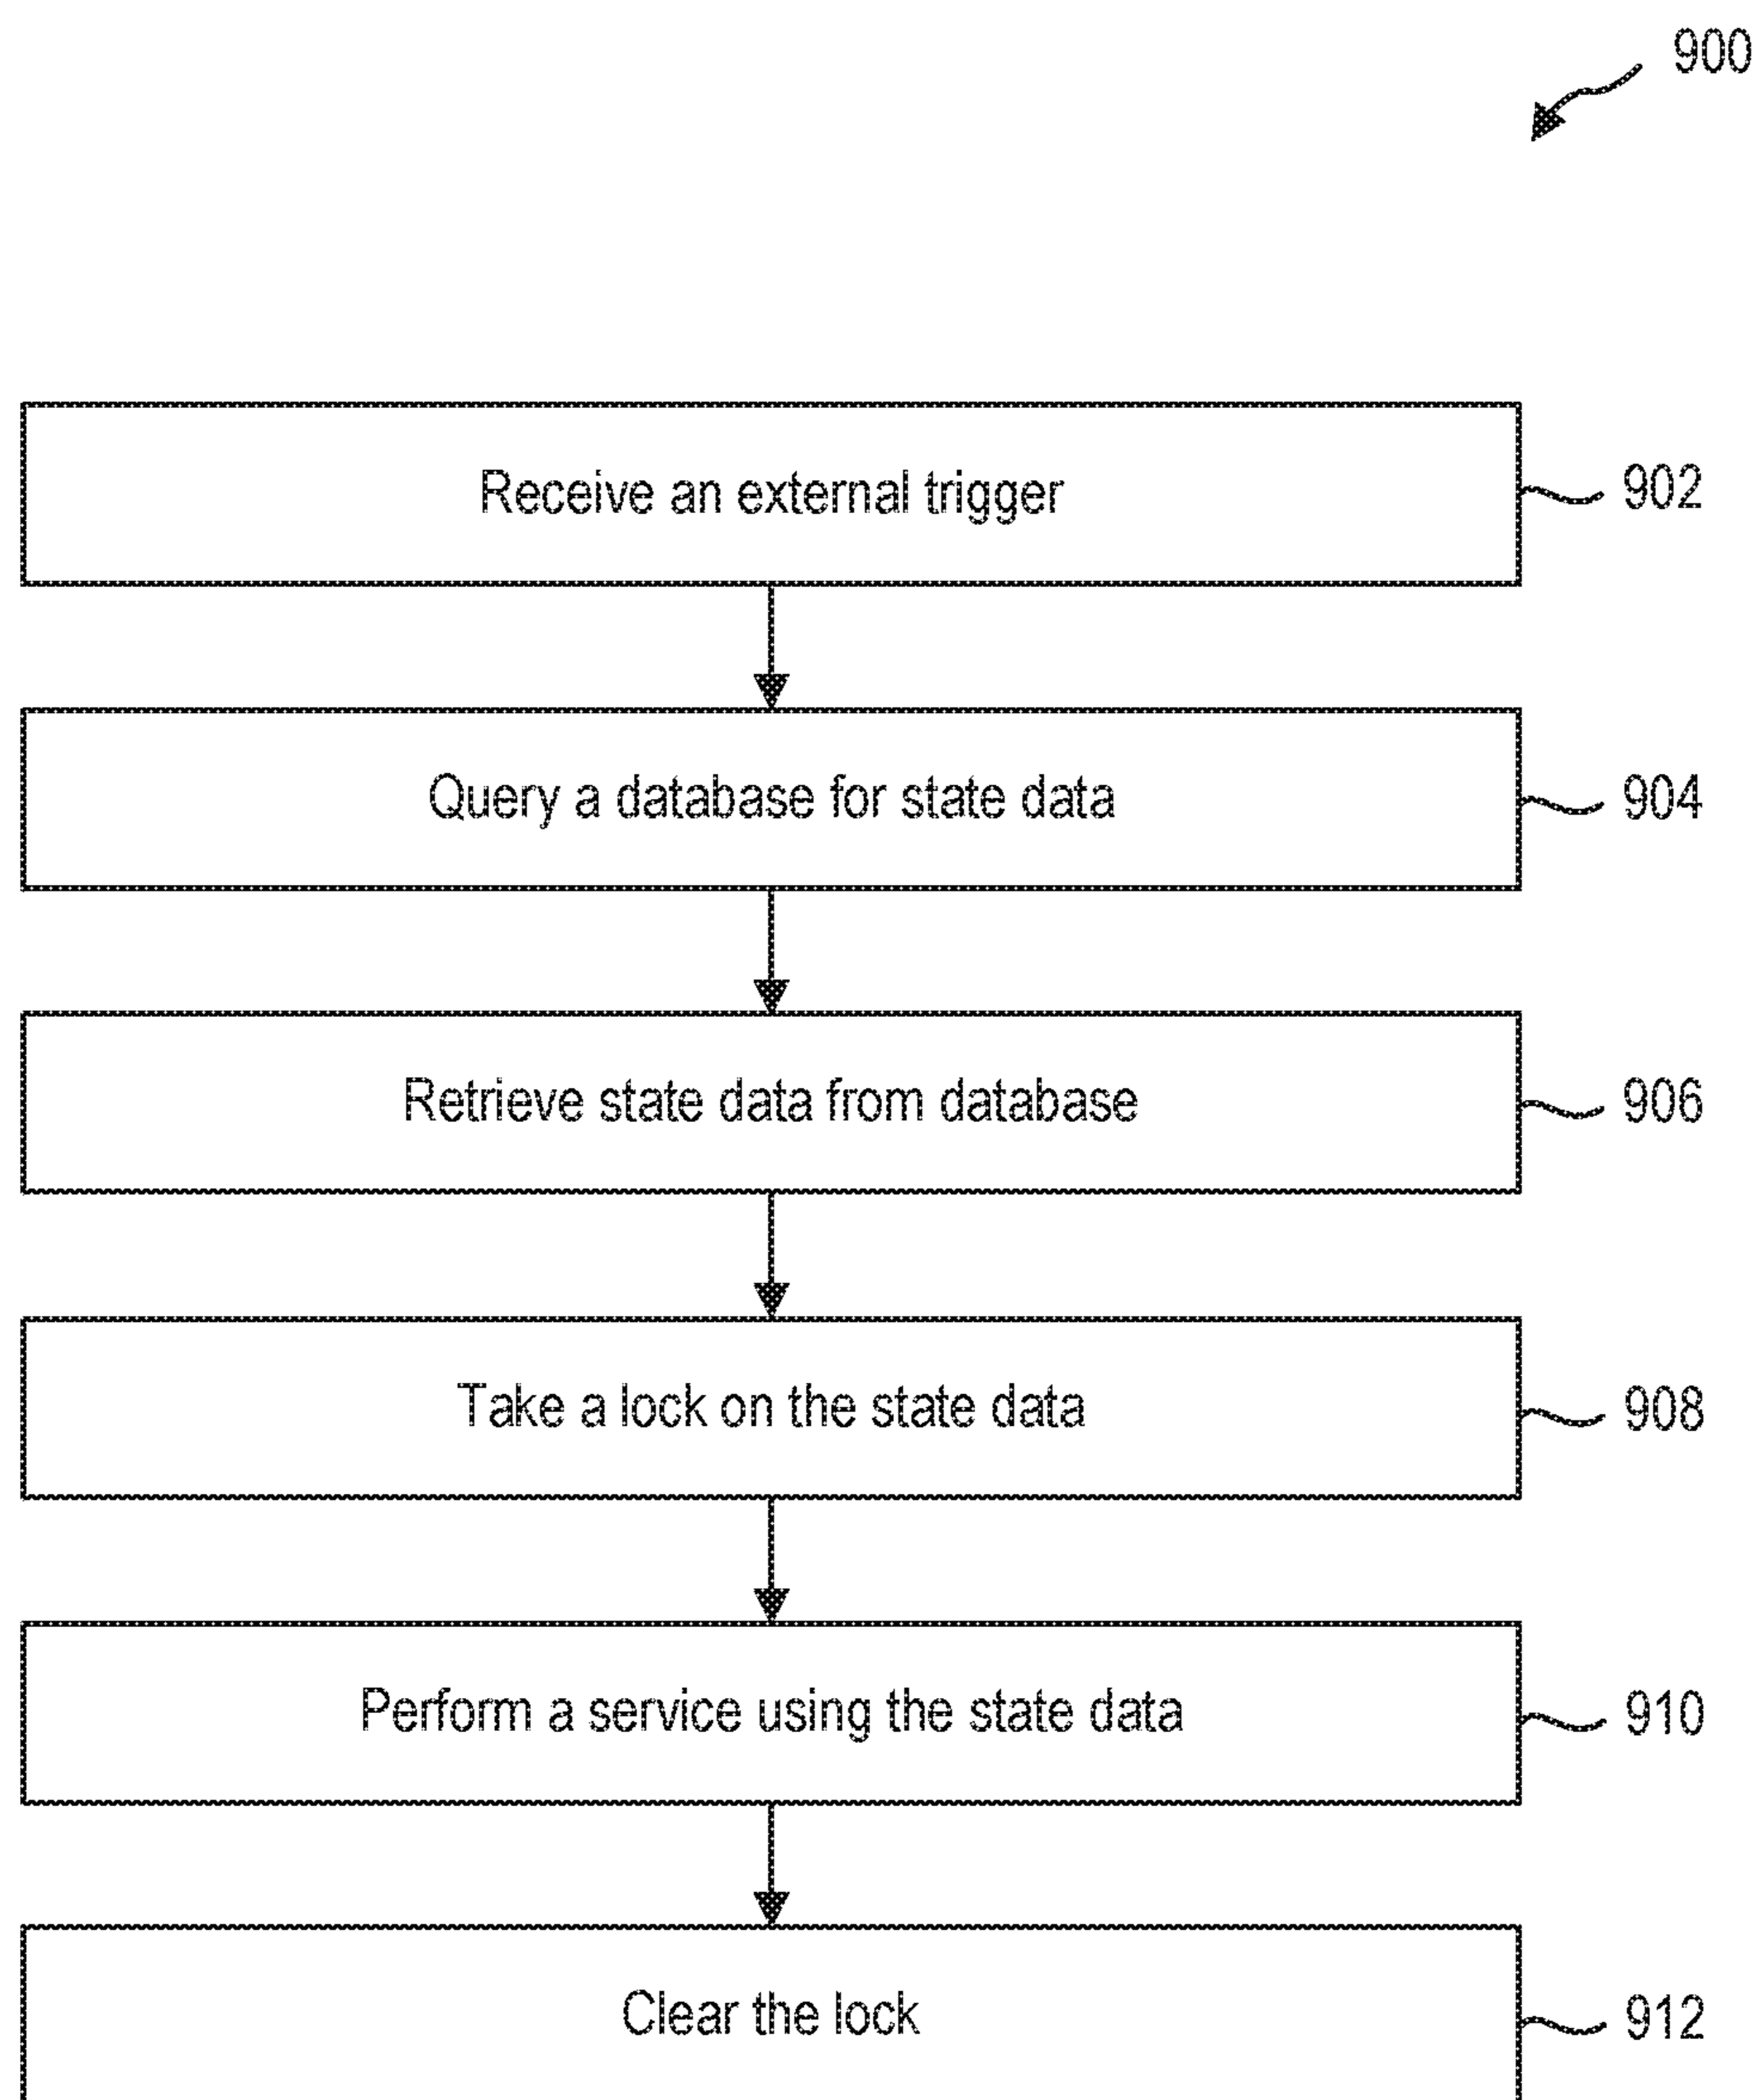 900
Receive an external trigger
902
Query a database for state data
904
Retrieve state data from database
906
Take a lock on the state data
908
Perform a service using the state data
910
Clear the lock
912